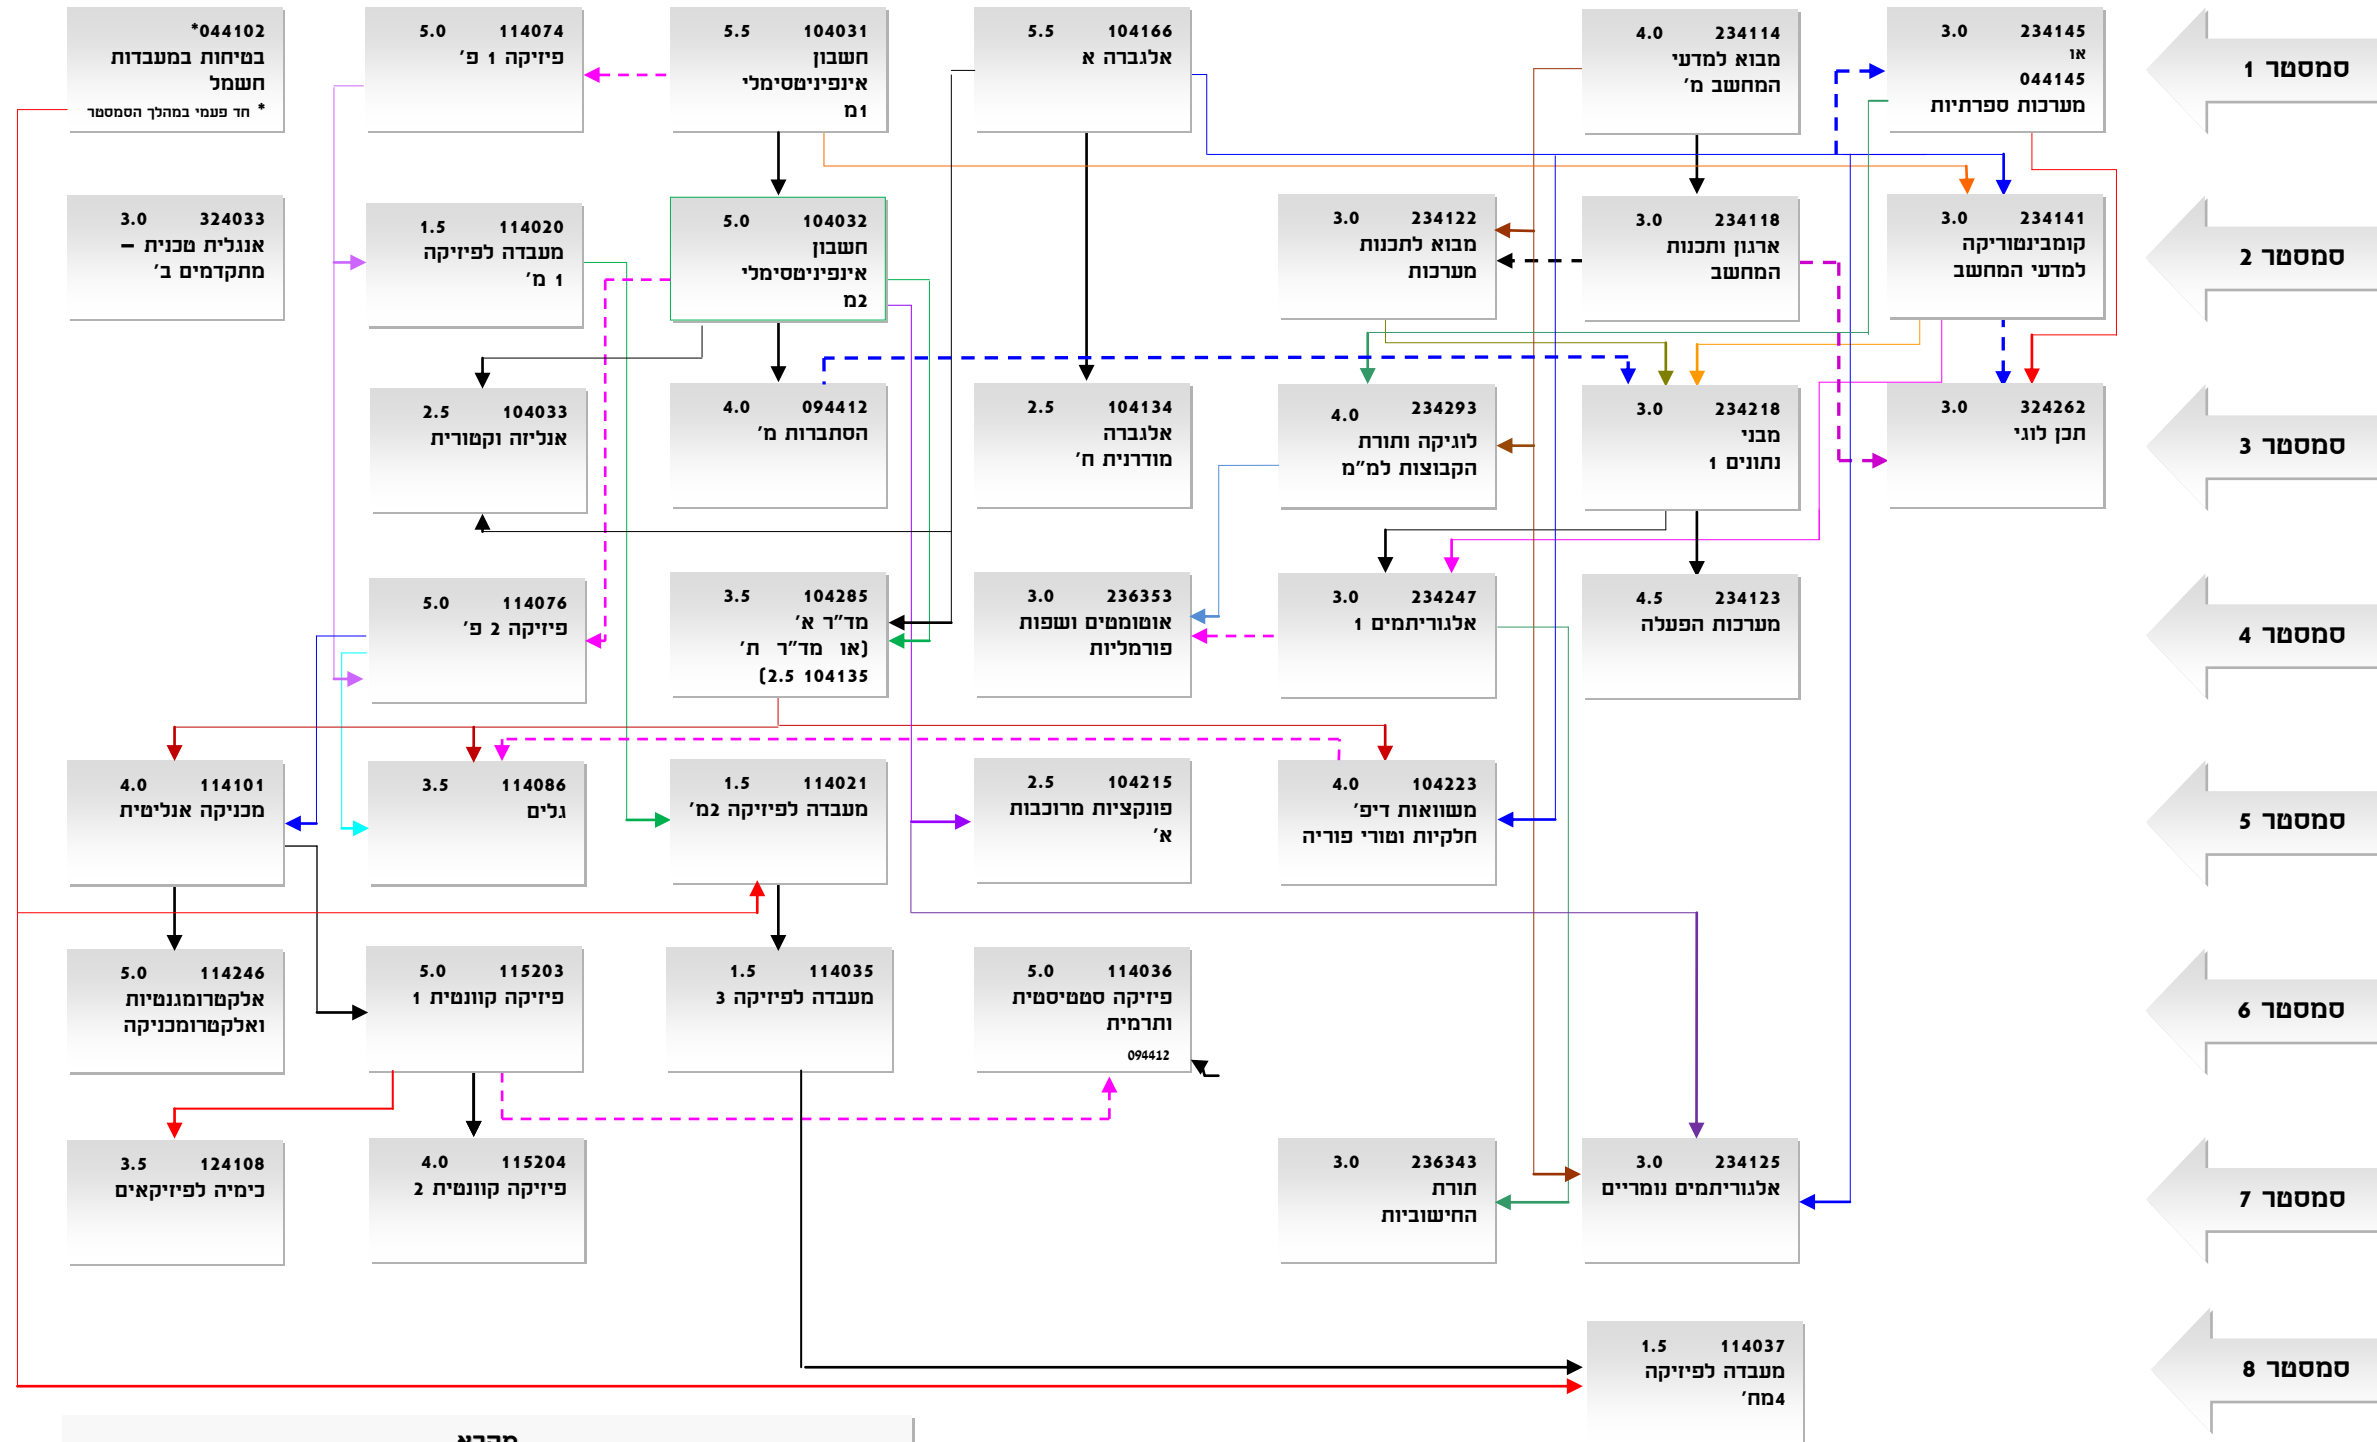 סמסטר 1
234145 3.0
או
044145
מערכות ספרתיות
234114 4.0
מבוא למדעי
המחשב מ'
104166 5.5
אלגברה א
104031 5.5
חשבון
אינפיניטסימלי
1מ
114074 5.0
פיזיקה 1 פ'
044102*
בטיחות במעבדות
חשמל
* חד פעמי במהלך הסמסטר
סמסטר 2
234141 3.0
קומבינטוריקה
למדעי המחשב
234118 3.0
ארגון ותכנות
המחשב
234122 3.0
מבוא לתכנות
מערכות
104032 5.0
חשבון
אינפיניטסימלי
2מ
114020 1.5
מעבדה לפיזיקה
1 מ'
324033 3.0
אנגלית טכנית –
מתקדמים ב'
סמסטר 3
324262 3.0
תכן לוגי
234218 3.0
מבני
נתונים 1
234293 4.0
לוגיקה ותורת
הקבוצות למ"מ
104134 2.5
אלגברה
מודרנית ח'
094412 4.0
הסתברות מ'
104033 2.5
אנליזה וקטורית
סמסטר 4
234123 4.5
מערכות הפעלה
234247 3.0
אלגוריתמים 1
236353 3.0
אוטומטים ושפות
פורמליות
104285 3.5
מד"ר א'
(או מד"ר ת'
104135 2.5)
114076 5.0
פיזיקה 2 פ'
סמסטר 5
104223 4.0
משוואות דיפ'
חלקיות וטורי פוריה
104215 2.5
פונקציות מרוכבות
א'
114021 1.5
מעבדה לפיזיקה 2מ'
114086 3.5
גלים
114101 4.0
מכניקה אנליטית
סמסטר 6
114036 5.0
פיזיקה סטטיסטית
ותרמית
094412
114035 1.5
מעבדה לפיזיקה 3
115203 5.0
פיזיקה קוונטית 1
114246 5.0
אלקטרומגנטיות
ואלקטרומכניקה
סמסטר 7
234125 3.0
אלגוריתמים נומריים
236343 3.0
תורת
החישוביות
115204 4.0
פיזיקה קוונטית 2
124108 3.5
כימיה לפיזיקאים
סמסטר 8
114037 1.5
מעבדה לפיזיקה
4מח'
מקרא